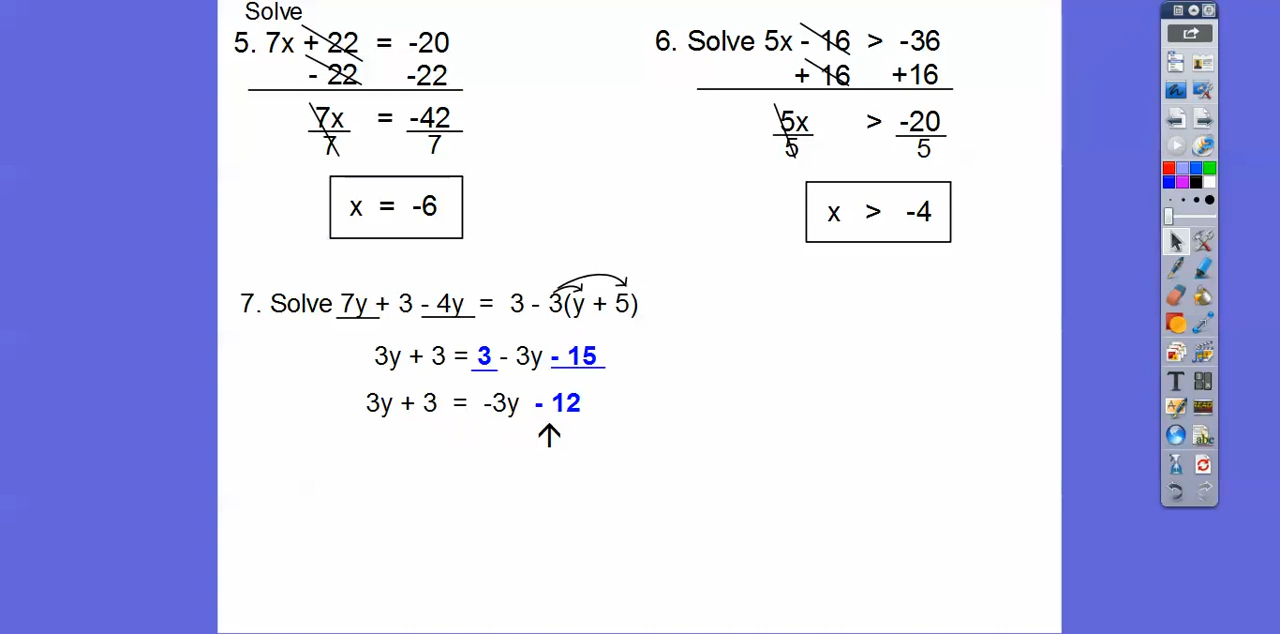 Solve
5. 7x + 22 = -20
- 22 -22
7x = -42
7 7
x = -6
6. Solve 5x - 16 > -36
+ 16 +16
5x > -20
5 5
x > -4
7. Solve 7y + 3 - 4y = 3 - 3(y + 5)
3y + 3 = 3 - 3y - 15
3y + 3 = -3y - 12